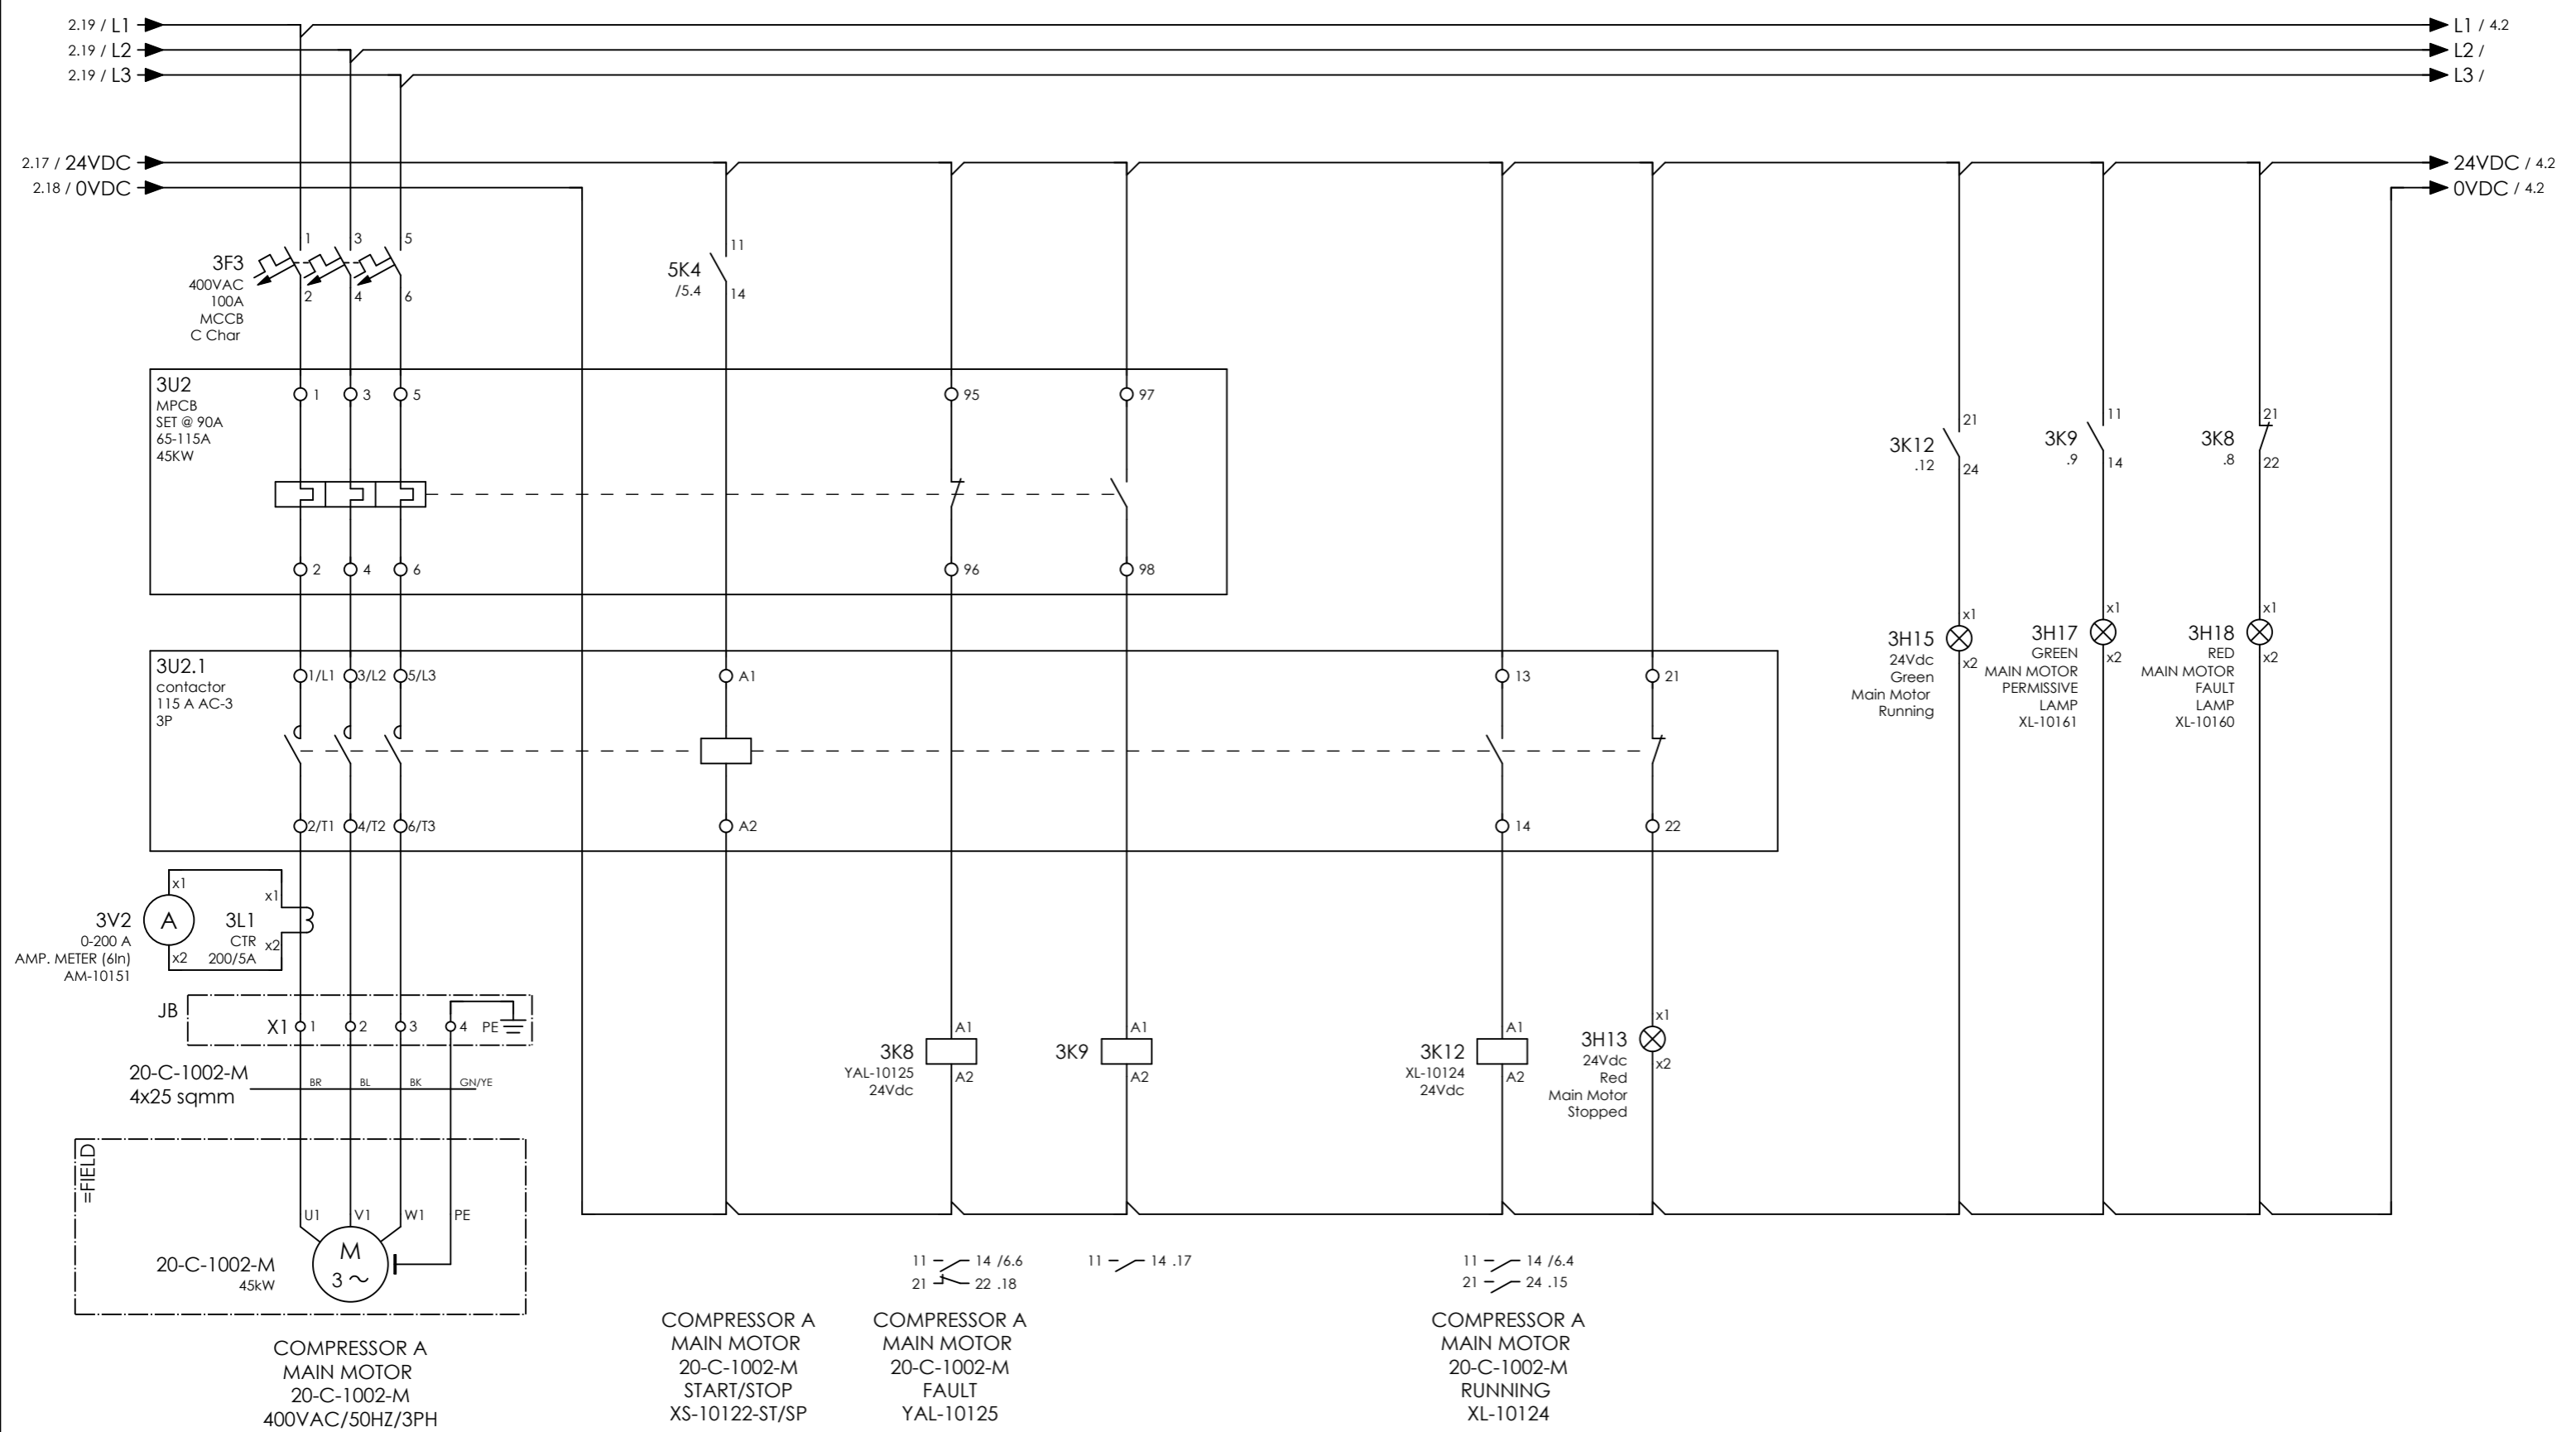 2.19 / L1
L1 / 4.2
2.19 / L2
L2 /
2.19 / L3
L3 /
2.17 / 24VDC
24VDC / 4.2
2.18 / 0VDC
0VDC / 4.2
3F3
400VAC
100A
MCCB
C Char
1
3
5
2
4
6
5K4
/5.4
11
14
3U2
MPCB
SET @ 90A
65-115A
45KW
1
3
5
95
97
2
4
6
96
98
3K12
.12
21
24
3K9
.9
11
14
3K8
.8
21
22
3U2.1
contactor
115 A AC-3
3P
1/L1
3/L2
5/L3
A1
13
21
2/T1
4/T2
6/T3
A2
14
22
3H15
24Vdc
Green
Main Motor
Running
x1
x2
3H17
GREEN
MAIN MOTOR
PERMISSIVE
LAMP
XL-10161
x1
x2
3H18
RED
MAIN MOTOR
FAULT
LAMP
XL-10160
x1
x2
3V2
0-200 A
AMP. METER (6In)
AM-10151
x1
A
x2
3L1
CTR
200/5A
x1
x2
JB
X1
1
2
3
4
PE
20-C-1002-M
4x25 sqmm
BR
BL
BK
GN/YE
3K8
YAL-10125
24Vdc
A1
A2
3K9
A1
A2
3K12
XL-10124
24Vdc
A1
A2
3H13
24Vdc
Red
Main Motor
Stopped
x1
x2
=FIELD
U1
V1
W1
PE
20-C-1002-M
45kW
M
3
11 14 /6.6
21 22 .18
11 14 .17
11 14 /6.4
21 24 .15
COMPRESSOR A
MAIN MOTOR
20-C-1002-M
400VAC/50HZ/3PH
COMPRESSOR A
MAIN MOTOR
20-C-1002-M
START/STOP
XS-10122-ST/SP
COMPRESSOR A
MAIN MOTOR
20-C-1002-M
FAULT
YAL-10125
COMPRESSOR A
MAIN MOTOR
20-C-1002-M
RUNNING
XL-10124